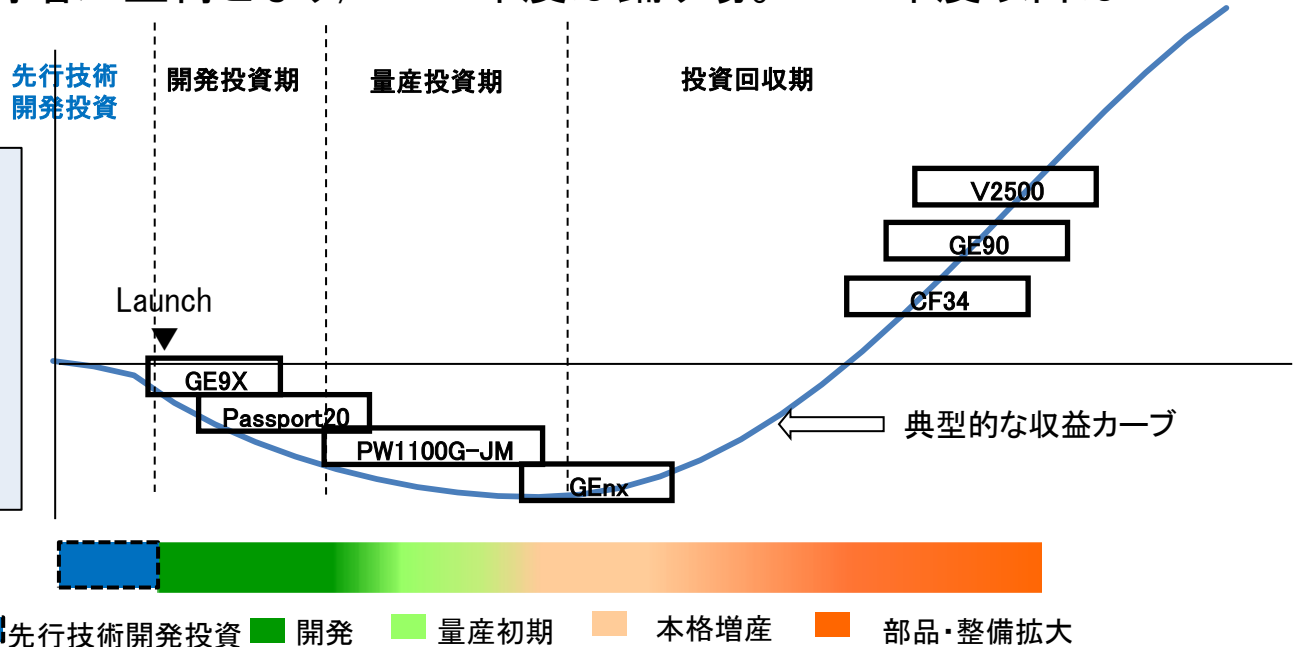 先行技術
開発投資
開発投資期
量産投資期
投資回収期
V2500
GE90
CF34
Launch
GE9X
Passport20
PW1100G-JM
GEnx
典型的な収益カーブ
先行技術開発投資 開発 量産初期 本格増産 部品・整備拡大